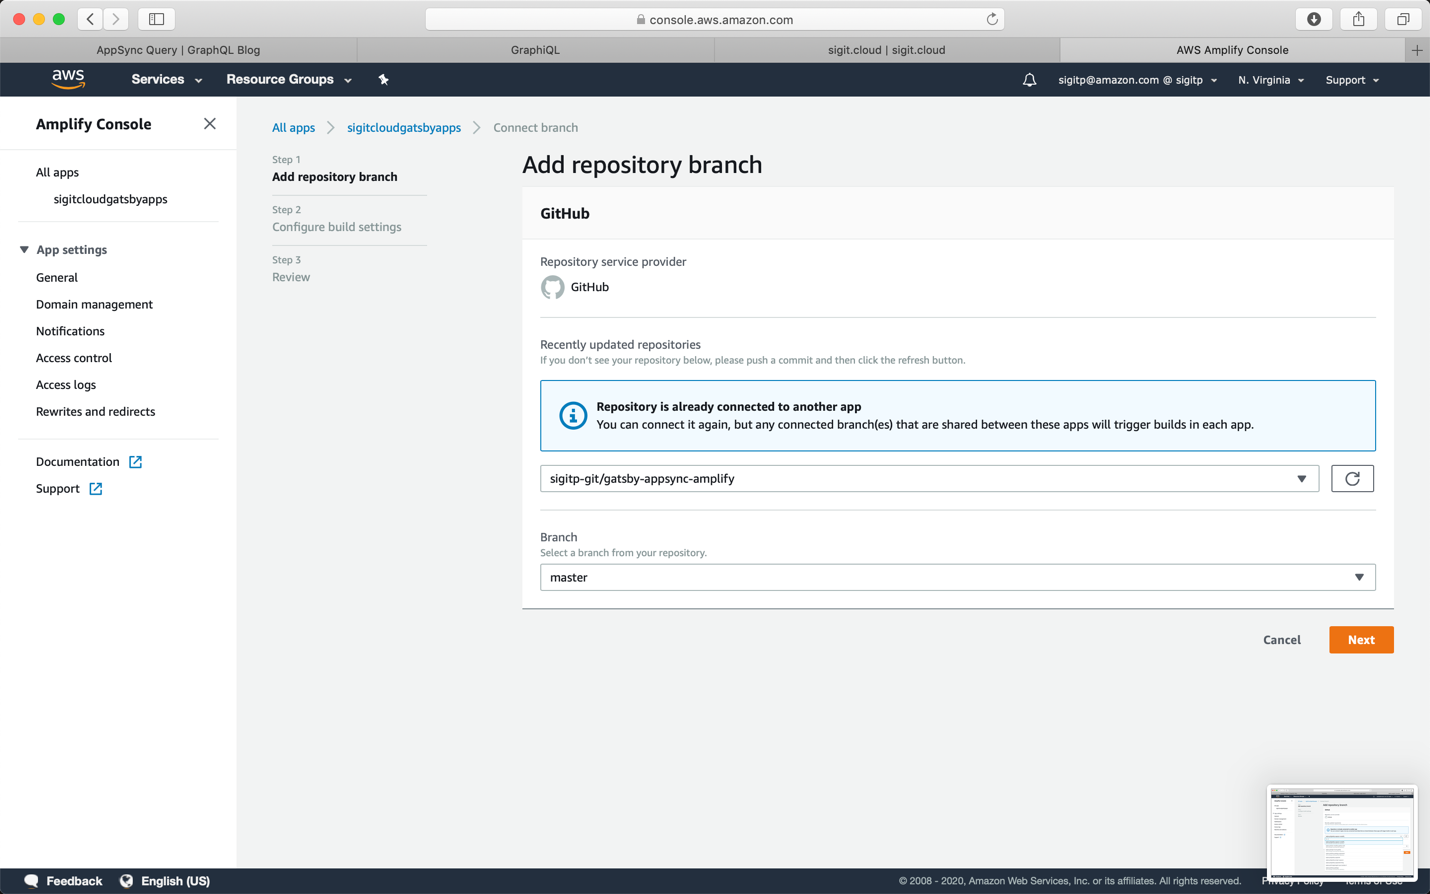 console.aws.amazon.com
AppSync Query | GraphQL Blog
GraphiQL
sigit.cloud | sigit.cloud
AWS Amplify Console
aws
Services
Resource Groups
sigitp@amazon.com @ sigitp
N. Virginia
Support
Amplify Console
All apps
sigitcloudgatsbyapps
App settings
General
Domain management
Notifications
Access control
Access logs
Rewrites and redirects
Documentation
Support
All apps
sigitcloudgatsbyapps
Connect branch
Step 1
Add repository branch
Step 2
Configure build settings
Step 3
Review
Add repository branch
GitHub
Repository service provider
GitHub
Recently updated repositories
If you don't see your repository below, please push a commit and then click the refresh button.
Repository is already connected to another app
You can connect it again, but any connected branch(es) that are shared between these apps will trigger builds in each app.
sigitp-git/gatsby-appsync-amplify
Branch
Select a branch from your repository.
master
Cancel
Next
Feedback
English (US)
© 2008 - 2020, Amazon Web Services, Inc. or its affiliates. All rights reserved.
Privacy Policy
Terms of Use